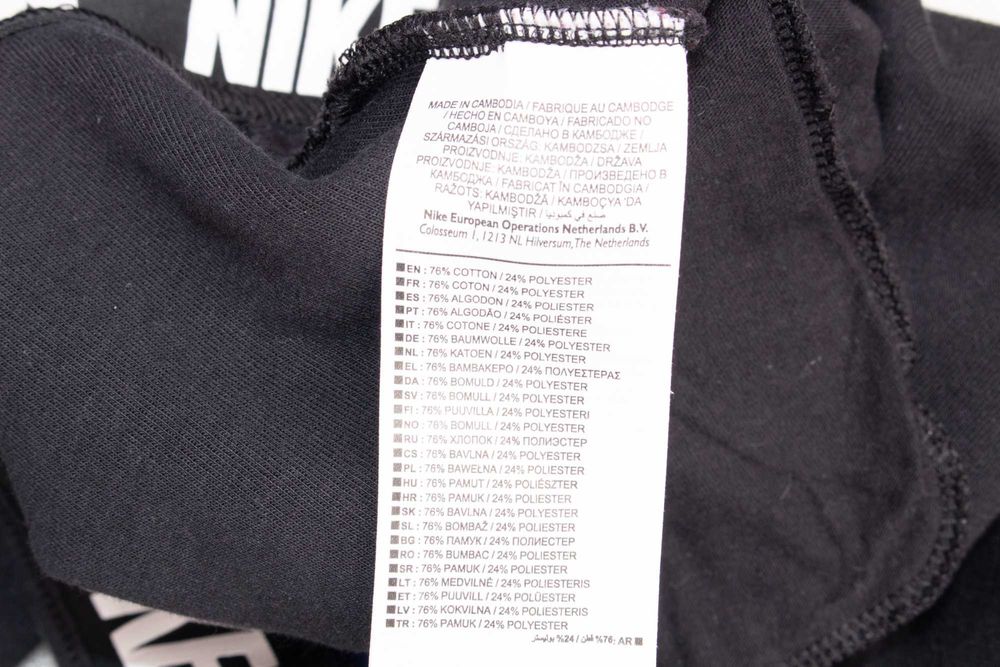 NIKE
MADE IN CAMBODIA / FABRIQUE AU CAMBODGE
/ HECHO EN CAMBOYA / FABRICADO NO
CAMBOJA / СДЕЛАНО В КАМБОДЖЕ /
SZÁRMAZÁSI ORSZÁG: KAMBODZSA / ZEMLJA
PROIZVODNJE: KAMBODŽA / DRŽAVA
PROIZVODNJE: KAMBODŽA / ПРОИЗВЕДЕНО В
КАМБОДЖА / FABRICAT ÎN CAMBODGIA /
RAŽOTS: KAMBODŽĀ / KAMBOÇYA 'DA
YAPILMIŞTIR / صنع في كمبوديا
Nike European Operations Netherlands B.V.
Colosseum 1, 1213 NL Hilversum, The Netherlands
EN : 76% COTTON / 24% POLYESTER
FR : 76% COTON / 24% POLYESTER
ES : 76% ALGODON / 24% POLYESTER
PT : 76% ALGODÃO / 24% POLIÉSTER
IT : 76% COTONE / 24% POLIESTERE
DE : 76% BAUMWOLLE / 24% POLYESTER
NL : 76% KATOEN / 24% POLYESTER
EL : 76% ΒΑΜΒΑΚΕΡΟ / 24% ΠΟΛΥΕΣΤΕΡΑΣ
DA : 76% BOMULD / 24% POLYESTER
SV : 76% BOMULL / 24% POLYESTER
FI : 76% PUUVILLA / 24% POLYESTERI
NO : 76% BOMULL / 24% POLYESTER
RU : 76% ХЛОПОК / 24% ПОЛИЭСТЕР
CS : 76% BAVLNA / 24% POLYESTER
PL : 76% BAWEŁNA / 24% POLIESTER
HU : 76% PAMUT / 24% POLIÉSZTER
HR : 76% PAMUK / 24% POLIESTER
SK : 76% BAVLNA / 24% POLYESTER
SL : 76% BOMBAŽ / 24% POLIESTER
BG : 76% ПАМУК / 24% ПОЛИЕСТЕР
RO : 76% BUMBAC / 24% POLIESTER
SR : 76% PAMUK / 24% POLIESTER
LT : 76% MEDVILNĖ / 24% POLIESTERIS
ET : 76% PUUVILL / 24% POLÜESTER
LV : 76% KOKVILNA / 24% POLIESTERS
TR : 76% PAMUK / 24% POLYESTER
AR : 76% قطن / 24% بوليستر